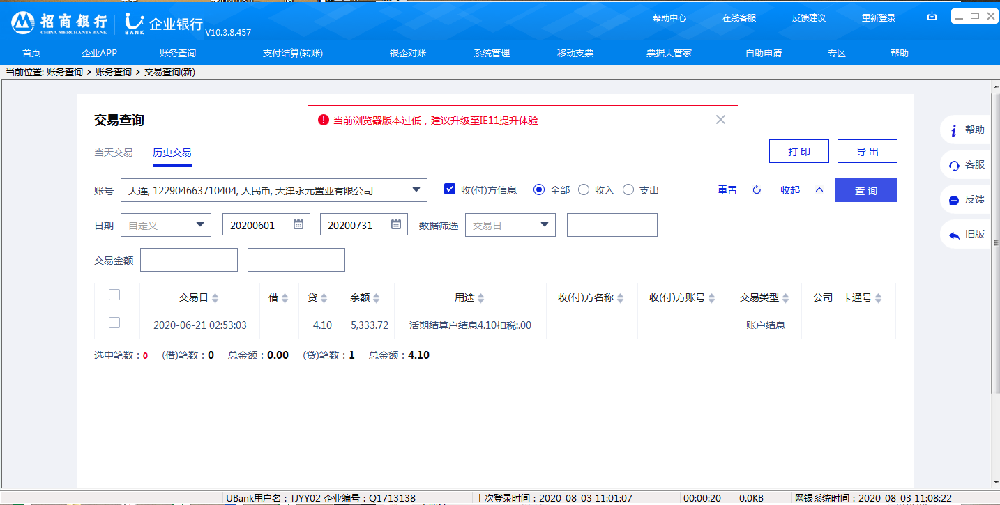 招商银行 CHINA MERCHANTS BANK U BANK 企业银行 V10.3.8.457 帮助中心 在线客服 反馈建议 重新登录
首页 企业APP 账务查询 支付结算(转账) 银企对账 系统管理 移动支票 票据大管家 自助申请 专区 帮助
当前位置: 账务查询 > 账务查询 > 交易查询(新)
交易查询
当前浏览器版本过低，建议升级至IE11提升体验
当天交易 历史交易 打 印 导 出
账号 大连, 122904663710404, 人民币, 天津永元置业有限公司 收(付)方信息 全部 收入 支出 重置 收起 查 询
日期 自定义 20200601 - 20200731 数据筛选 交易日
交易金额 -
交易日 借 贷 余额 用途 收(付)方名称 收(付)方账号 交易类型 公司一卡通号
2020-06-21 02:53:03 4.10 5,333.72 活期结算户结息4.10扣税:.00 账户结息
选中笔数：0 (借)笔数：0 总金额：0.00 (贷)笔数：1 总金额：4.10
帮助
客服
反馈
旧版
UBank用户名：TJYY02 企业编号：Q1713138 上次登录时间：2020-08-03 11:01:07 00:00:20 0.0KB 网银系统时间：2020-08-03 11:08:22